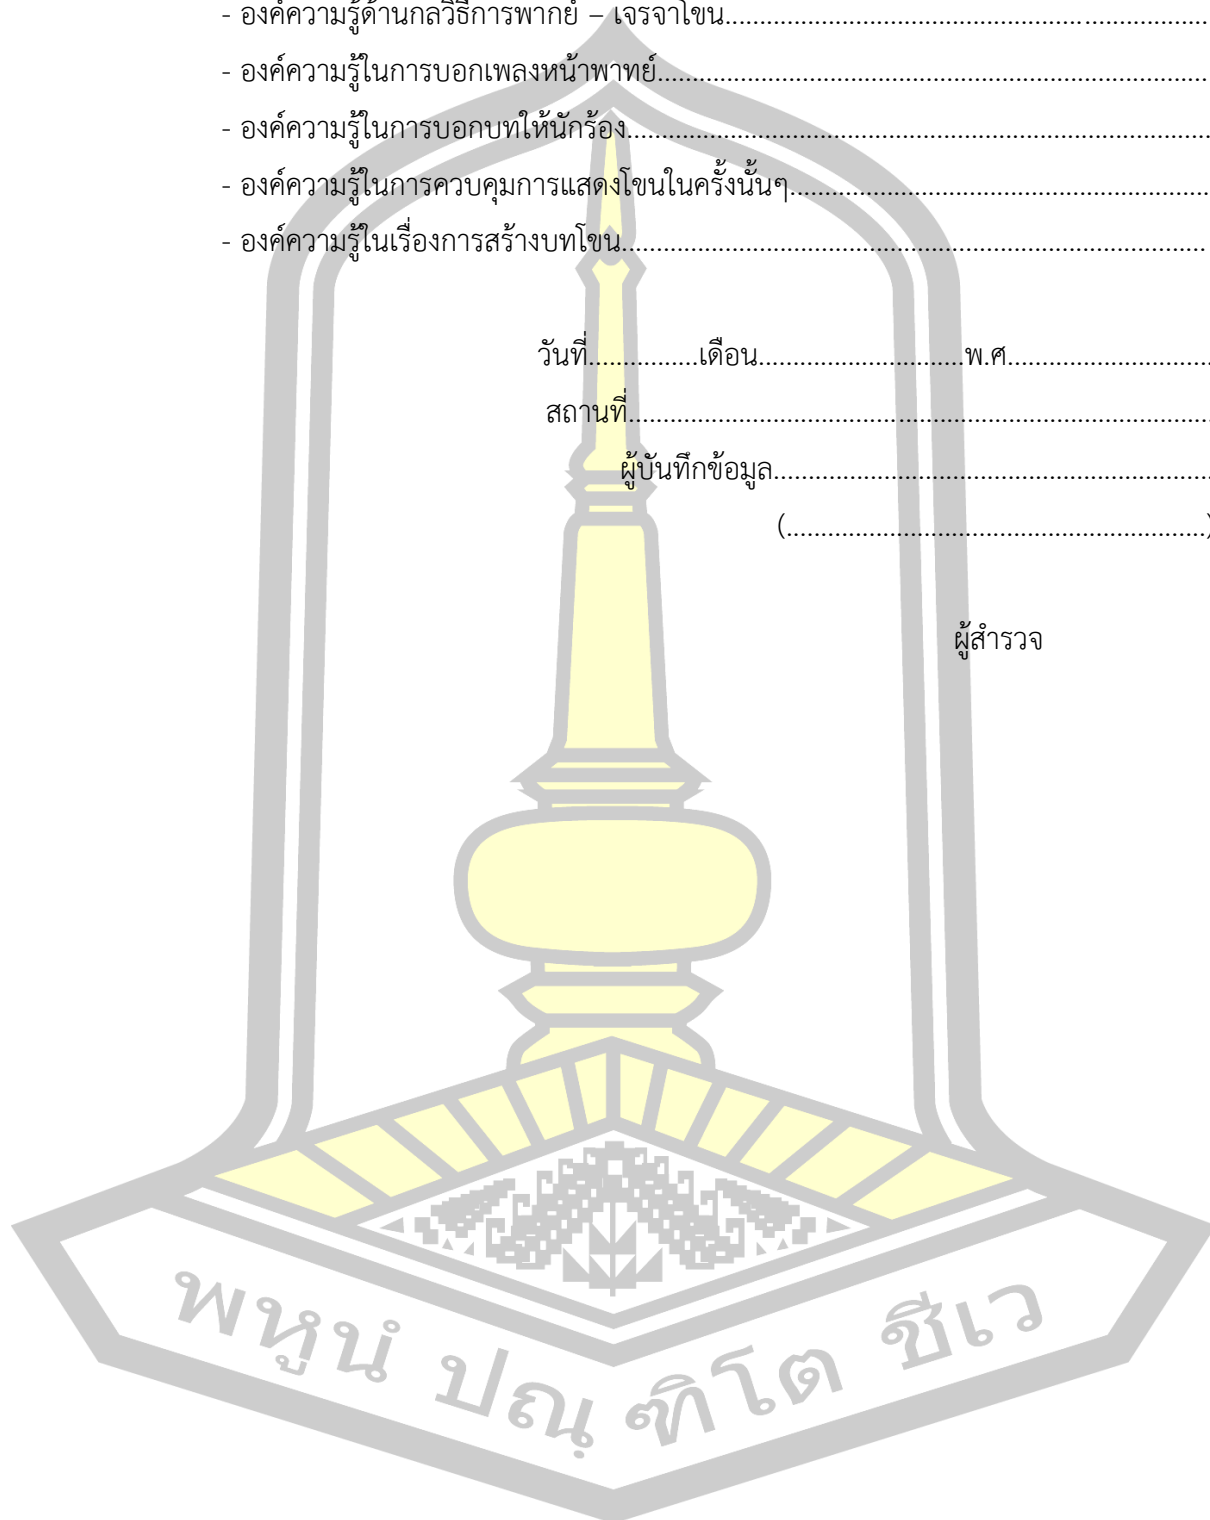 - องค์ความรู้ด้านกลวิธีการพากย์ – เจรจาโขน................................................................................
- องค์ความรู้ในการบอกเพลงหน้าพาทย์...........................................................................................
- องค์ความรู้ในการบอกบทให้นักร้อง................................................................................................
- องค์ความรู้ในการควบคุมการแสดงโขนในครั้งนั้นๆ.....................................................................
- องค์ความรู้ในเรื่องการสร้างบทโขน................................................................................................
วันที่..................เดือน..................................พ.ศ..................................
สถานที่.................................................................................................
ผู้บันทึกข้อมูล.........................................................................
(......................................................................)
ผู้สำรวจ
พหูนํ ปณฺฑิโต ชีเว